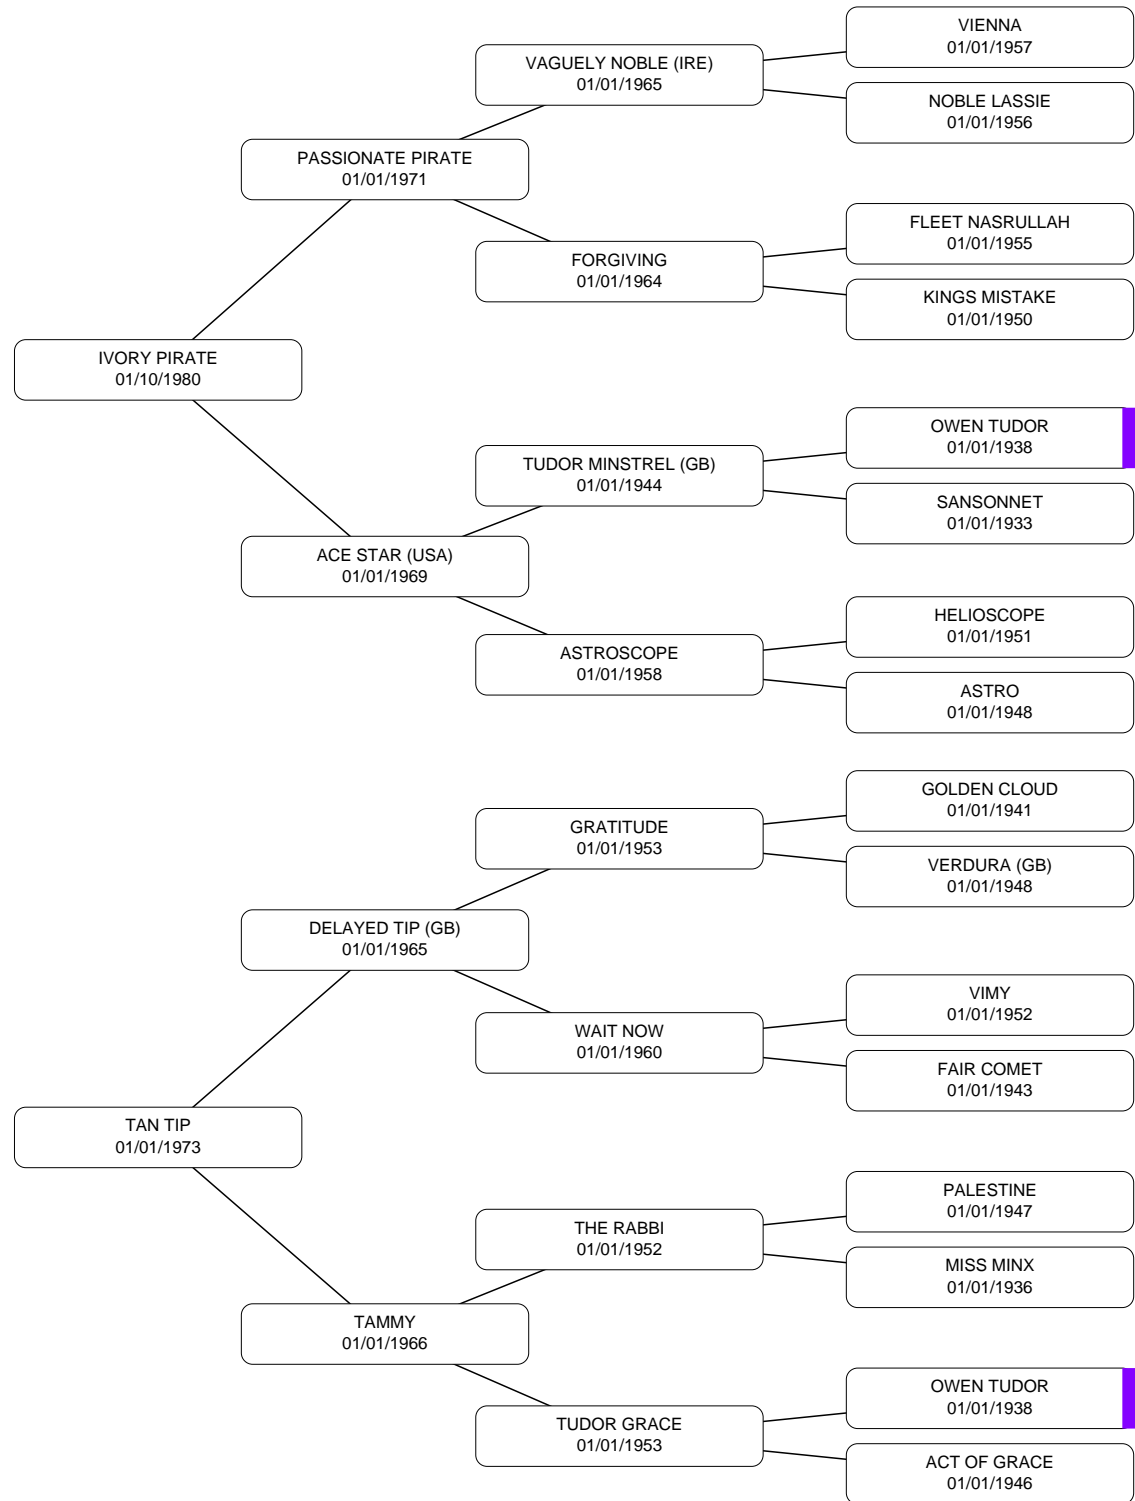 VIENNA
01/01/1957
VAGUELY NOBLE (IRE)
01/01/1965
NOBLE LASSIE
01/01/1956
PASSIONATE PIRATE
01/01/1971
FLEET NASRULLAH
01/01/1955
FORGIVING
01/01/1964
KINGS MISTAKE
01/01/1950
IVORY PIRATE
01/10/1980
OWEN TUDOR
01/01/1938
TUDOR MINSTREL (GB)
01/01/1944
SANSONNET
01/01/1933
ACE STAR (USA)
01/01/1969
HELIOSCOPE
01/01/1951
ASTROSCOPE
01/01/1958
ASTRO
01/01/1948
GOLDEN CLOUD
01/01/1941
GRATITUDE
01/01/1953
VERDURA (GB)
01/01/1948
DELAYED TIP (GB)
01/01/1965
VIMY
01/01/1952
WAIT NOW
01/01/1960
FAIR COMET
01/01/1943
TAN TIP
01/01/1973
PALESTINE
01/01/1947
THE RABBI
01/01/1952
MISS MINX
01/01/1936
TAMMY
01/01/1966
OWEN TUDOR
01/01/1938
TUDOR GRACE
01/01/1953
ACT OF GRACE
01/01/1946